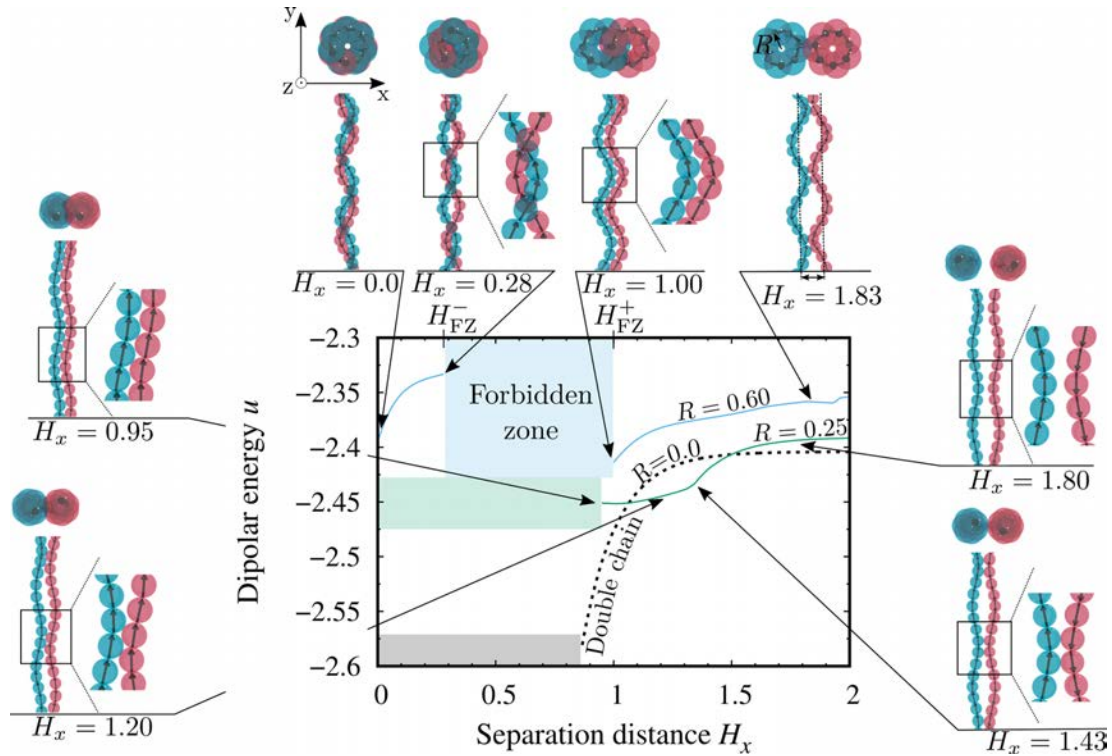 y
z
x
R
H_x = 0.0
H_x = 0.28
H_x = 1.00
H_x = 1.83
H_FZ^-
H_FZ^+
H_x = 0.95
H_x = 1.20
H_x = 1.80
H_x = 1.43
Dipolar energy u
−2.3
−2.35
−2.4
−2.45
−2.5
−2.55
−2.6
Forbidden
zone
R = 0.60
R = 0.25
R=0.0
Double chain
0
0.5
1
1.5
2
Separation distance H_x